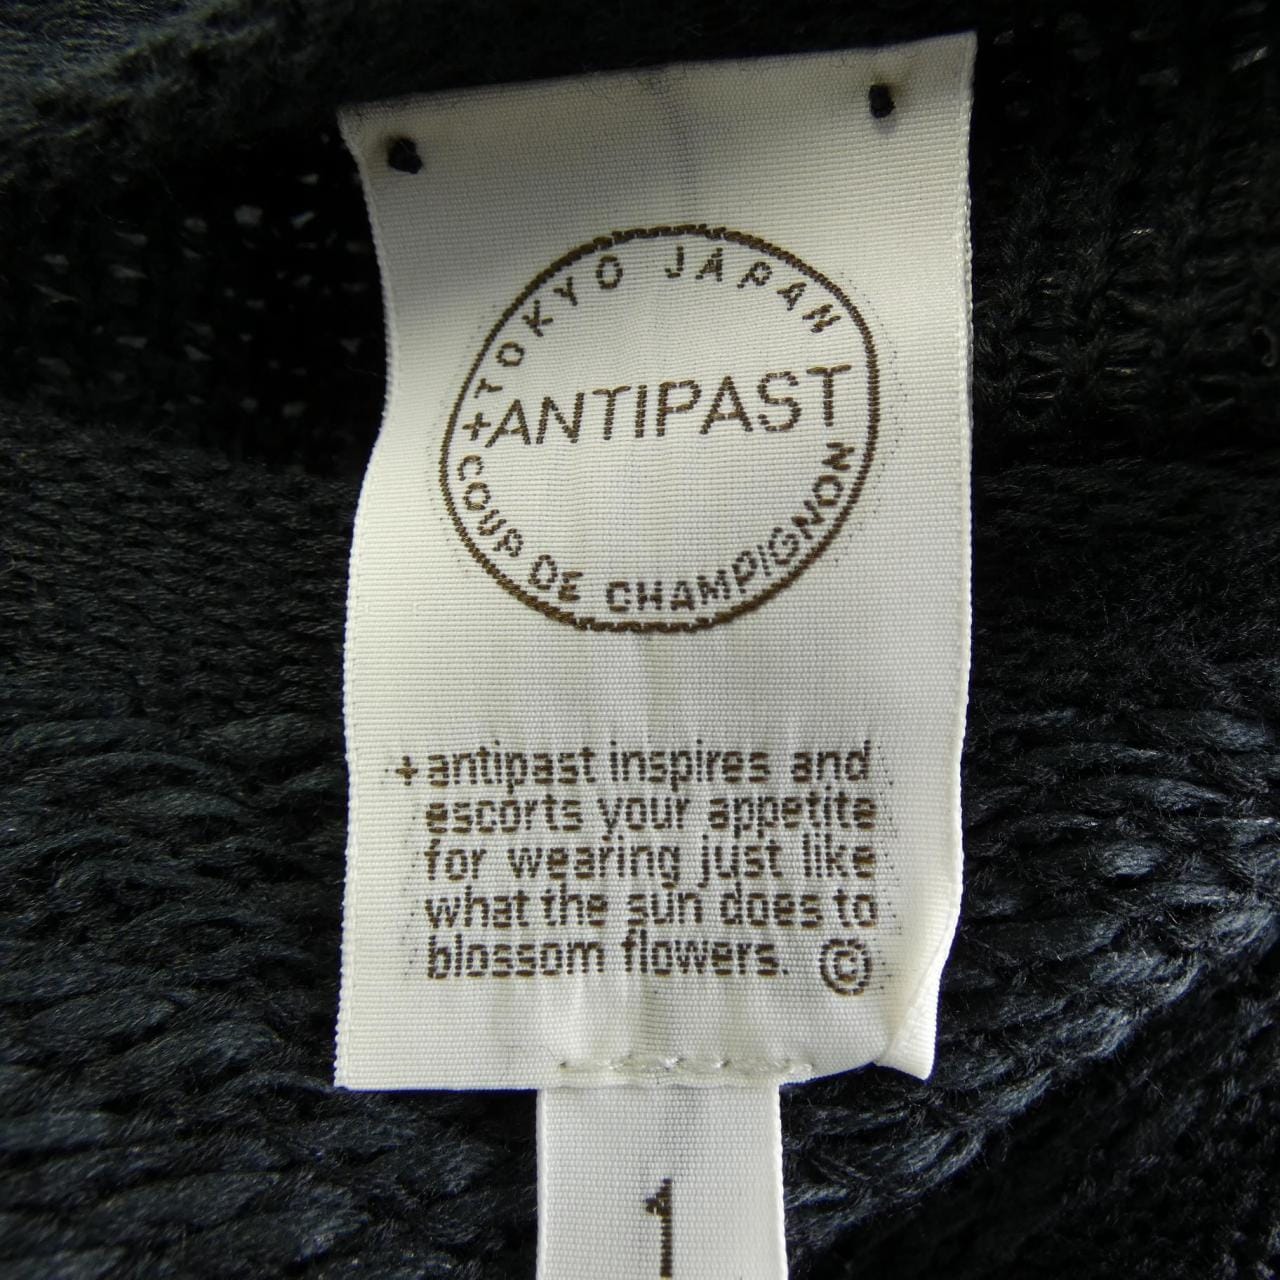 TOKYO JAPAN
+ANTIPAST
COUP DE CHAMPIGNON
+antipast inspires and
escorts your appetite
for wearing just like
what the sun does to
blossom flowers. ©
1